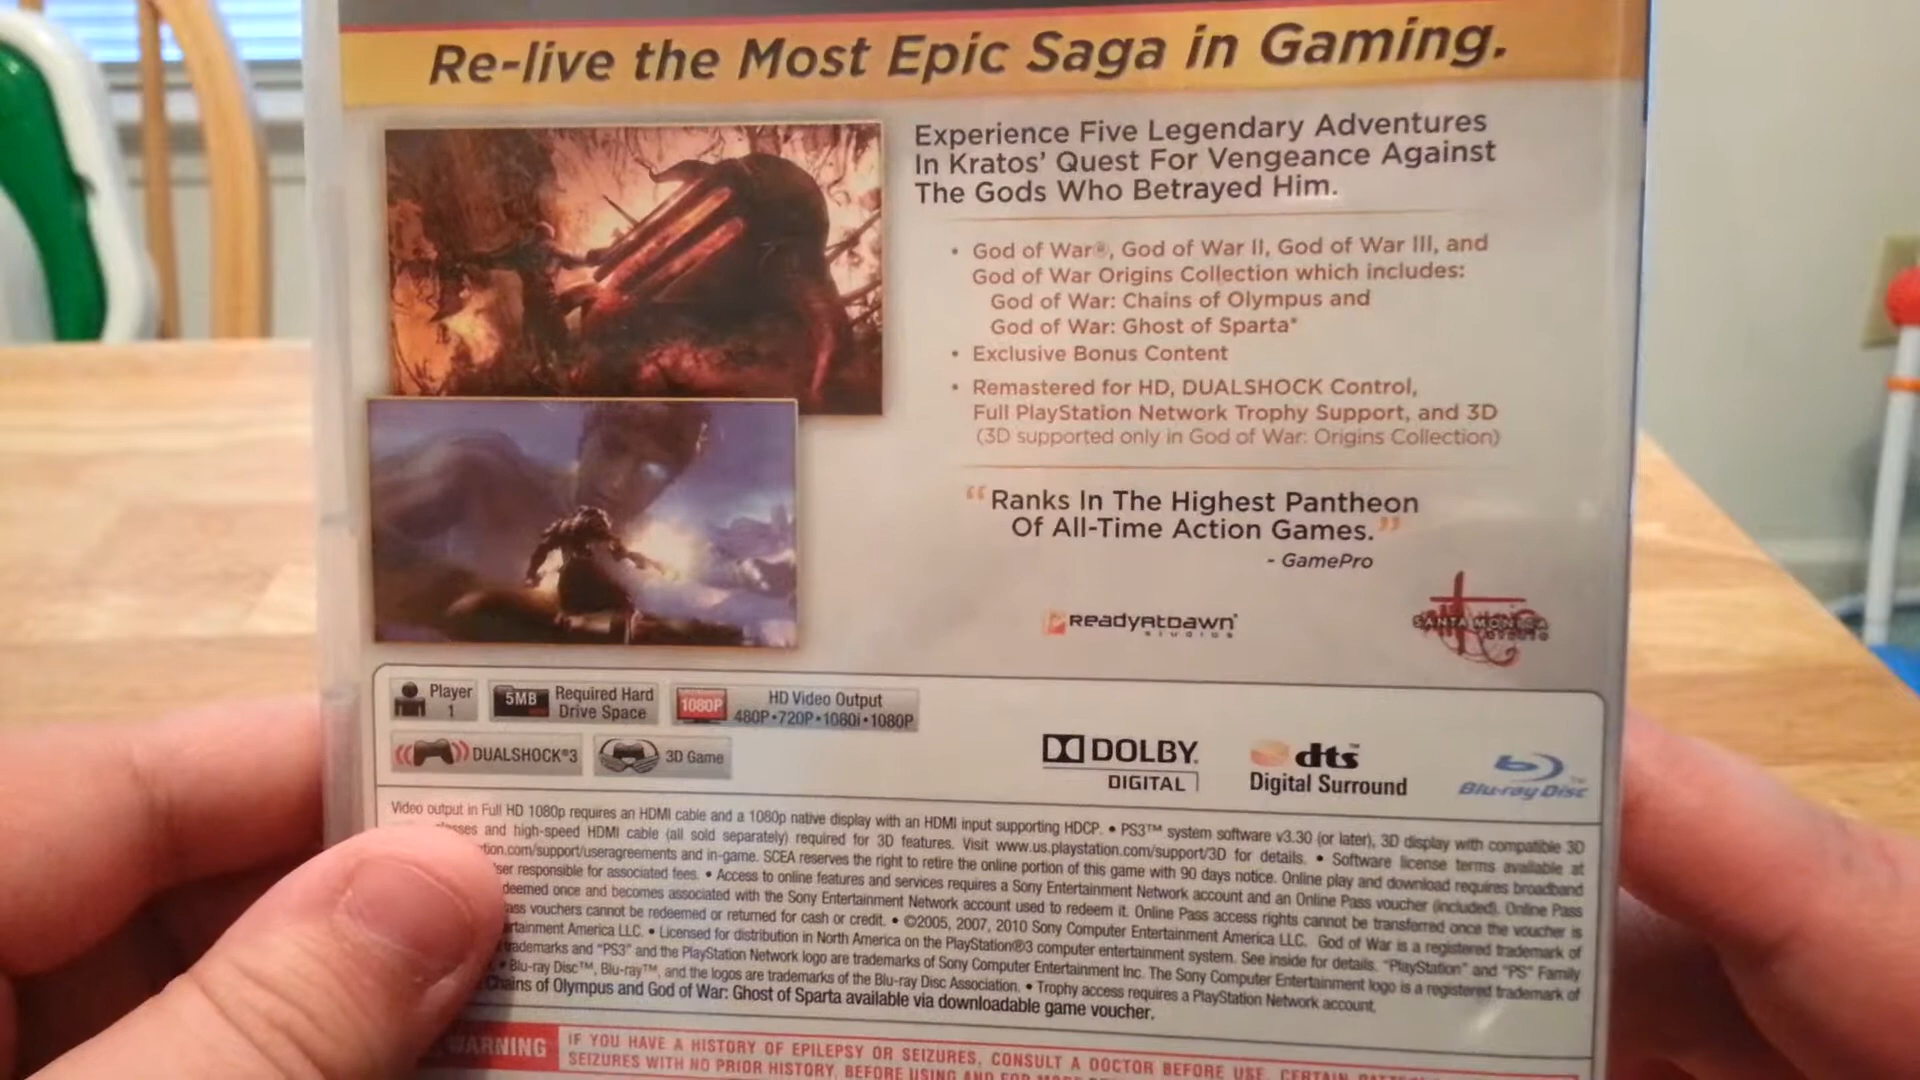 Re-live the Most Epic Saga in Gaming.
Experience Five Legendary Adventures
In Kratos' Quest For Vengeance Against
The Gods Who Betrayed Him.
• God of War®, God of War II, God of War III, and
God of War Origins Collection which includes:
God of War: Chains of Olympus and
God of War: Ghost of Sparta*
• Exclusive Bonus Content
• Remastered for HD, DUALSHOCK Control,
Full PlayStation Network Trophy Support, and 3D
(3D supported only in God of War: Origins Collection)
“Ranks In The Highest Pantheon
Of All-Time Action Games.”
- GamePro
ReadyAtDawn
studios
SANTA MONICA
STUDIO
Player
1
5MB
Required Hard
Drive Space
1080P
HD Video Output
480P•720P•1080i•1080P
DUALSHOCK®3
3D Game
DOLBY
DIGITAL
dts™
Digital Surround
Blu-ray Disc™
Video output in Full HD 1080p requires an HDMI cable and a 1080p native display with an HDMI input supporting HDCP. • PS3™ system software v3.30 (or later), 3D display with compatible 3D
and high-speed HDMI cable (all sold separately) required for 3D features. Visit www.us.playstation.com/support/3D for details. • Software license terms available at
tion.com/support/useragreements and in-game. SCEA reserves the right to retire the online portion of this game with 90 days notice. Online play and download requires broadband
responsible for associated fees. • Access to online features and services requires a Sony Entertainment Network account and an Online Pass voucher (included). Online Pass
deemed once and becomes associated with the Sony Entertainment Network account used to redeem it. Online Pass access rights cannot be transferred once the voucher is
vouchers cannot be redeemed or returned for cash or credit. • ©2005, 2007, 2010 Sony Computer Entertainment America LLC. God of War is a registered trademark of
America LLC. • Licensed for distribution in North America on the PlayStation®3 computer entertainment system. See inside for details. "PlayStation" and "PS" Family
trademarks and "PS3" and the PlayStation Network logo are trademarks of Sony Computer Entertainment Inc. The Sony Computer Entertainment logo is a registered trademark of
• Blu-ray Disc™, Blu-ray™, and the logos are trademarks of the Blu-ray Disc Association. • Trophy access requires a PlayStation Network account.
Chains of Olympus and God of War: Ghost of Sparta available via downloadable game voucher.
WARNING
IF YOU HAVE A HISTORY OF EPILEPSY OR SEIZURES, CONSULT A DOCTOR BEFORE USE. CERTAIN
SEIZURES WITH NO PRIOR HISTORY. BEFORE USING AND FOR